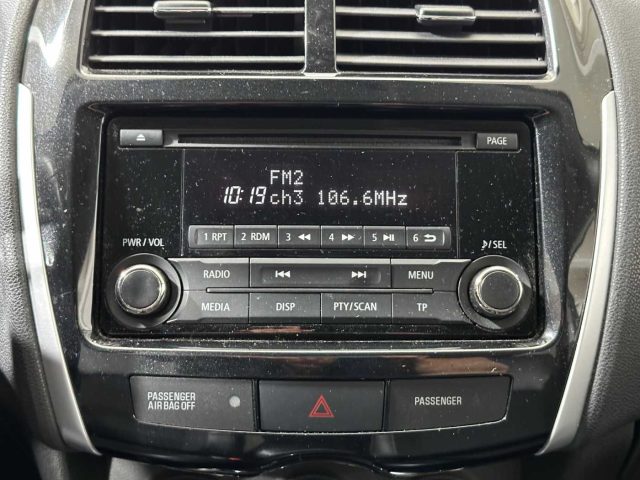 PAGE
FM2
10:19 ch3 106.6MHz
1 RPT 2 RDM 3 4 5 6
PWR/VOL
/SEL
RADIO MENU
MEDIA DISP PTY/SCAN TP
PASSENGER
AIR BAG OFF
PASSENGER